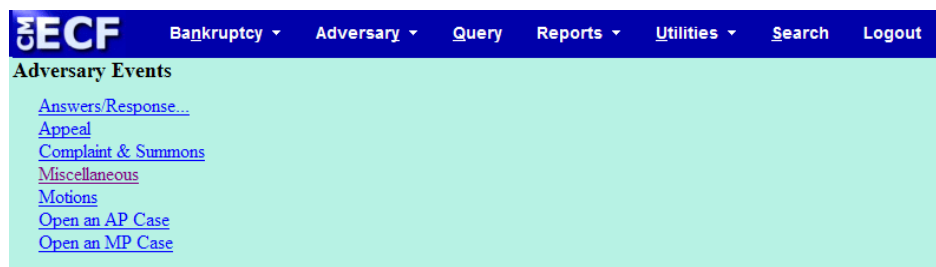 CM ECF Bankruptcy Adversary Query Reports Utilities Search Logout
Adversary Events
Answers/Response...
Appeal
Complaint & Summons
Miscellaneous
Motions
Open an AP Case
Open an MP Case